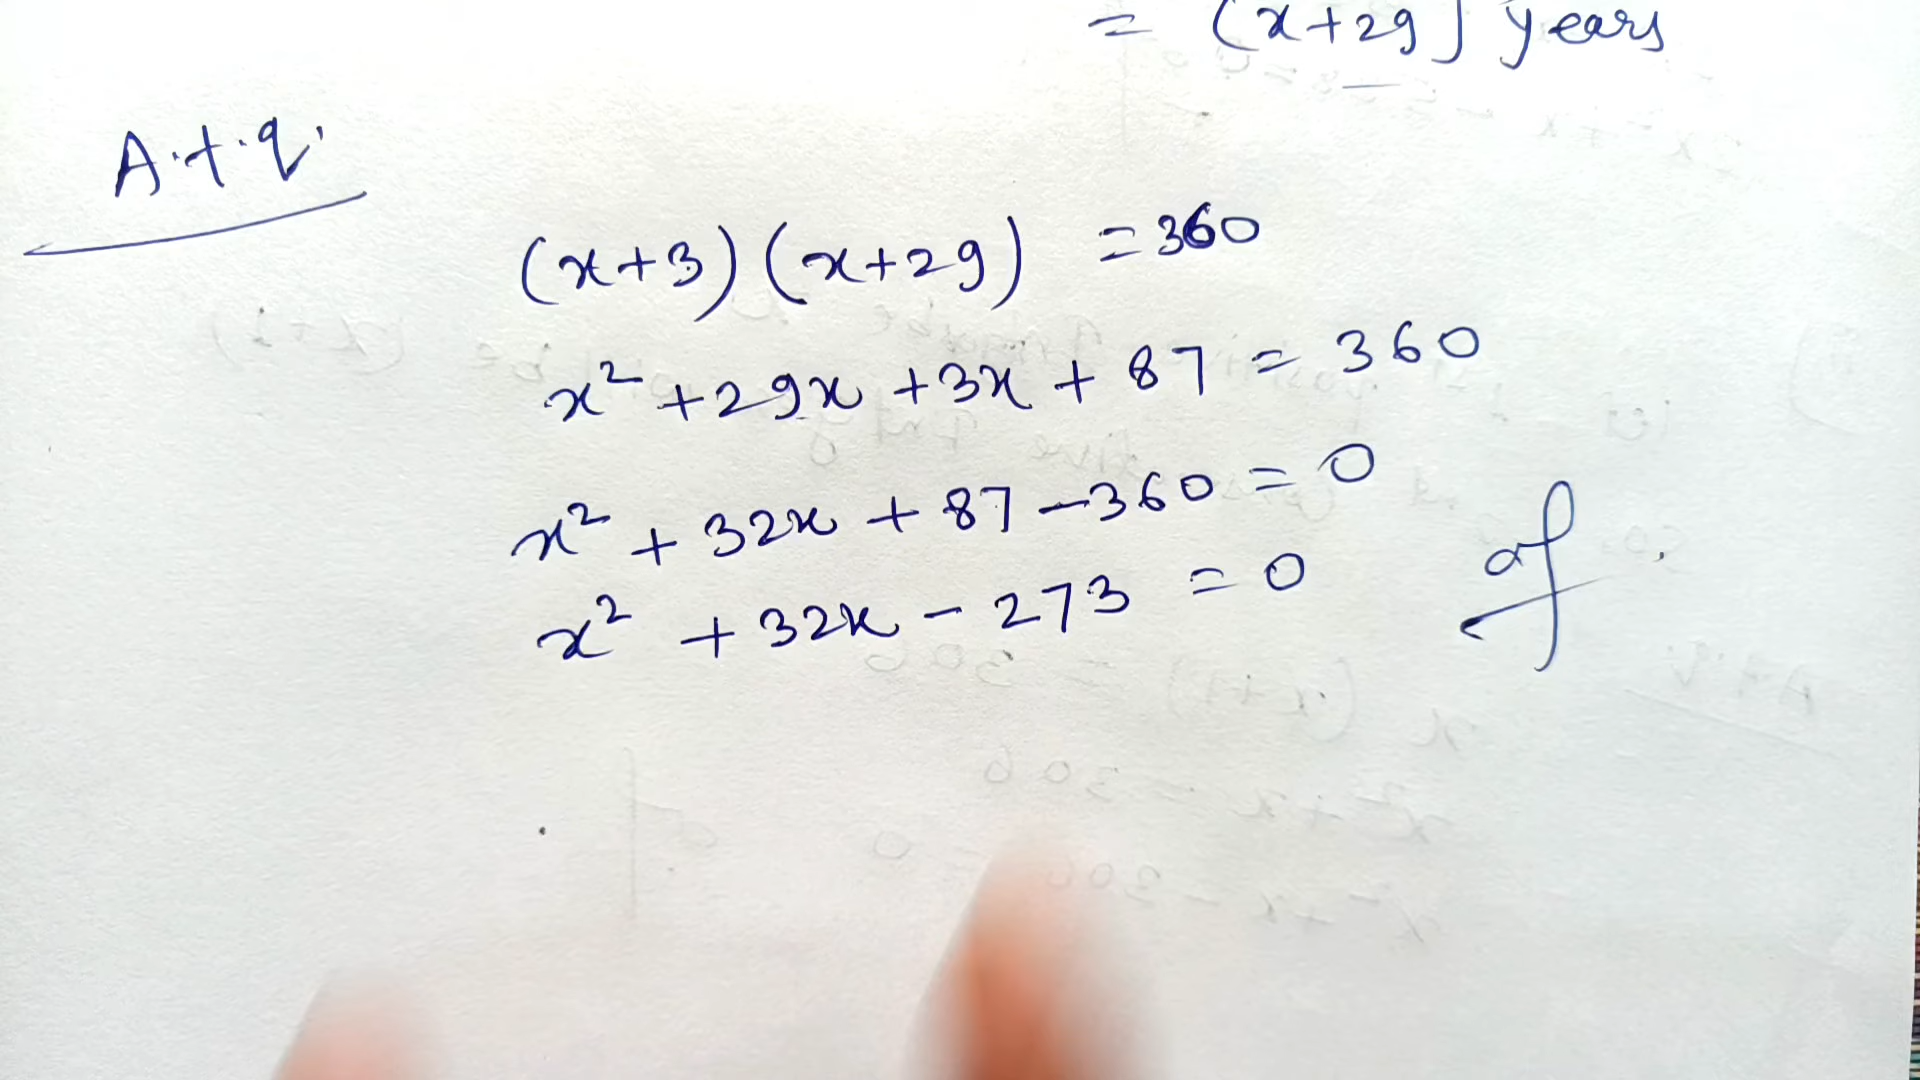 = (x+29) years
A.t.q.
(x+3) (x+29) = 360
x² + 29x + 3x + 87 = 360
x² + 32x + 87 - 360 = 0
x² + 32x - 273 = 0